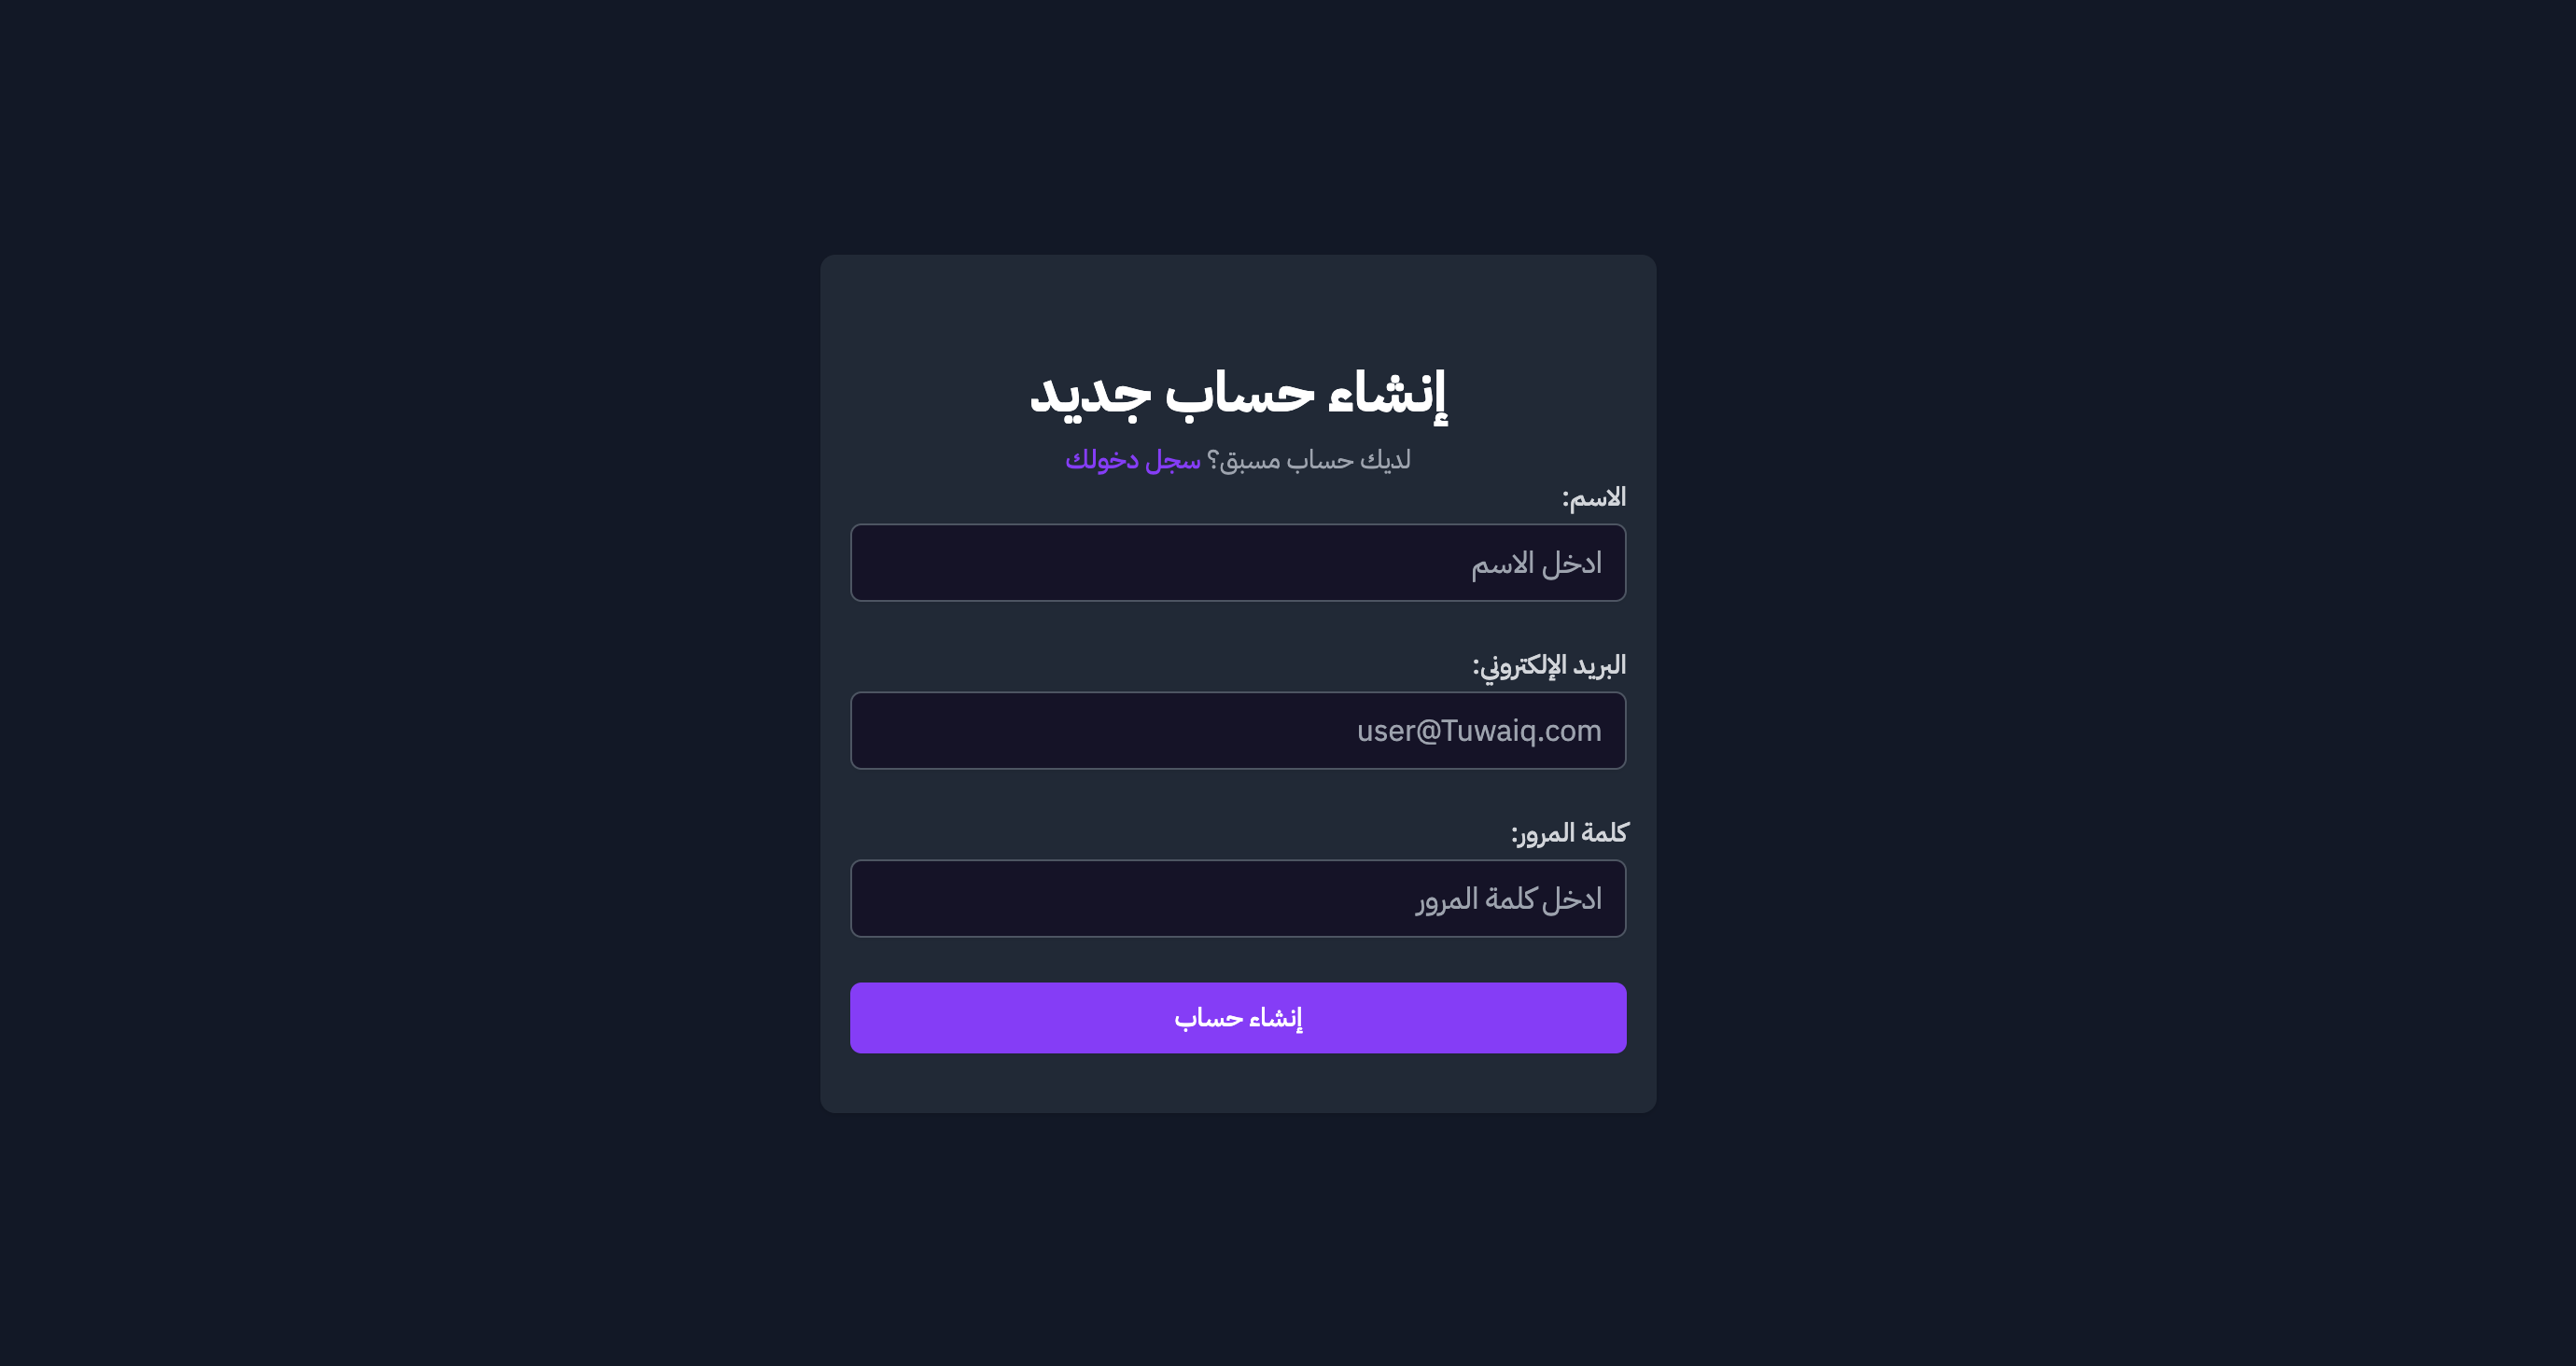 إنشاء حساب جديد
لديك حساب مسبق؟ سجل دخولك
الاسم:
ادخل الاسم
البريد الإلكتروني:
user@Tuwaiq.com
كلمة المرور:
ادخل كلمة المرور
إنشاء حساب